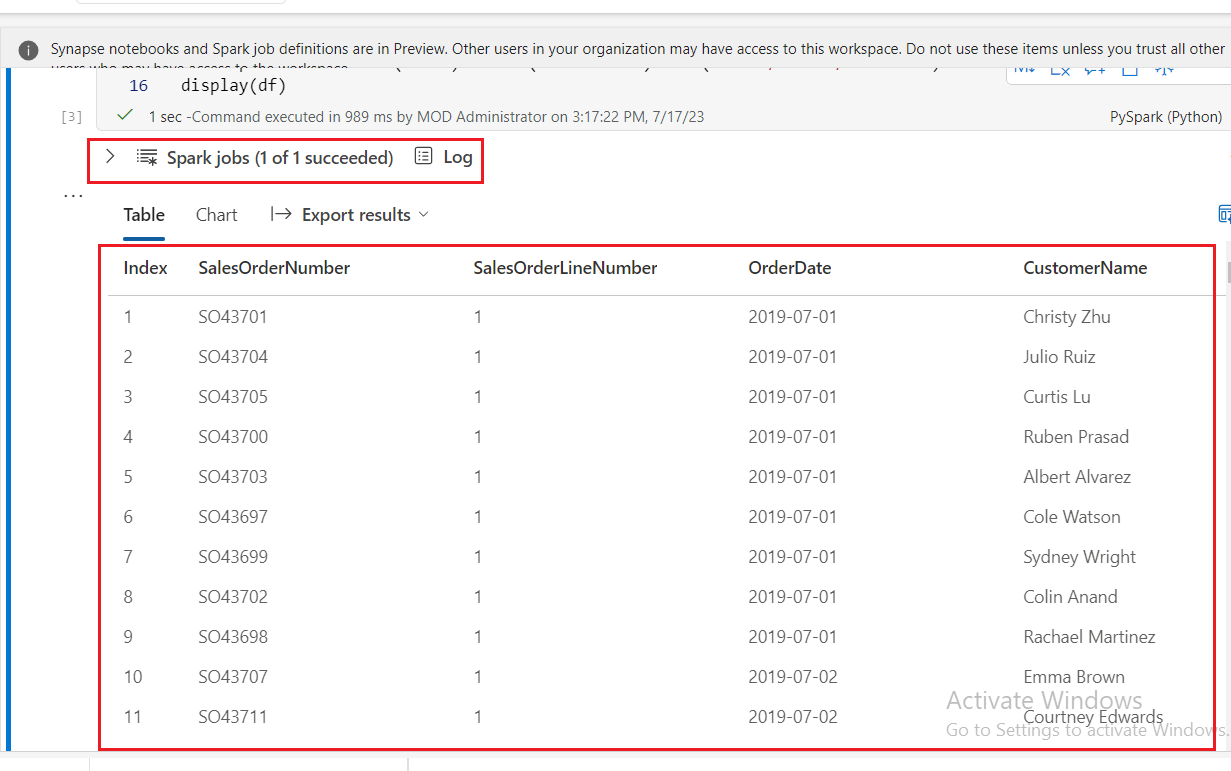 Synapse notebooks and Spark job definitions are in Preview. Other users in your organization may have access to this workspace. Do not use these items unless you trust all other
users who may have access to the workspace.
16 display(df)
[3] 1 sec -Command executed in 989 ms by MOD Administrator on 3:17:22 PM, 7/17/23 PySpark (Python)
Spark jobs (1 of 1 succeeded) Log
Table Chart Export results
Index SalesOrderNumber SalesOrderLineNumber OrderDate CustomerName
1 SO43701 1 2019-07-01 Christy Zhu
2 SO43704 1 2019-07-01 Julio Ruiz
3 SO43705 1 2019-07-01 Curtis Lu
4 SO43700 1 2019-07-01 Ruben Prasad
5 SO43703 1 2019-07-01 Albert Alvarez
6 SO43697 1 2019-07-01 Cole Watson
7 SO43699 1 2019-07-01 Sydney Wright
8 SO43702 1 2019-07-01 Colin Anand
9 SO43698 1 2019-07-01 Rachael Martinez
10 SO43707 1 2019-07-02 Emma Brown
11 SO43711 1 2019-07-02 Courtney Edwards
Activate Windows
Go to Settings to activate Windows.